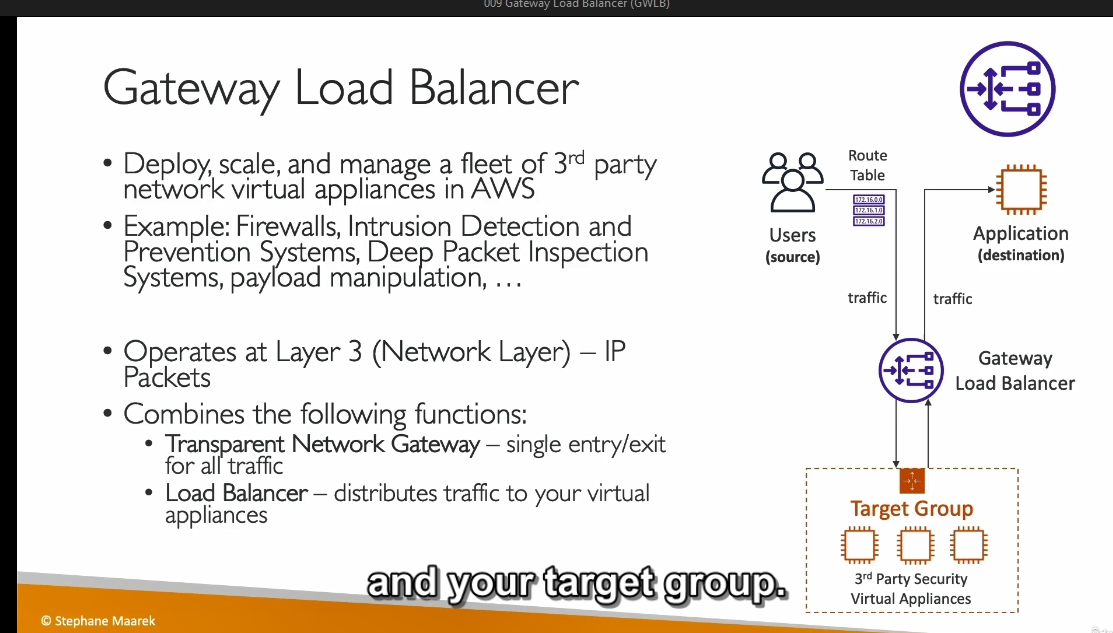 009 Gateway Load Balancer (GWLB)
Gateway Load Balancer
• Deploy, scale, and manage a fleet of 3rd party
network virtual appliances in AWS
• Example: Firewalls, Intrusion Detection and
Prevention Systems, Deep Packet Inspection
Systems, payload manipulation, …
• Operates at Layer 3 (Network Layer) – IP
Packets
• Combines the following functions:
• Transparent Network Gateway – single entry/exit
for all traffic
• Load Balancer – distributes traffic to your virtual
appliances
Route
Table
172.16.0.0
172.16.1.0
172.16.2.0
Users
(source)
Application
(destination)
traffic
traffic
Gateway
Load Balancer
Target Group
3rd Party Security
Virtual Appliances
and your target group.
© Stephane Maarek